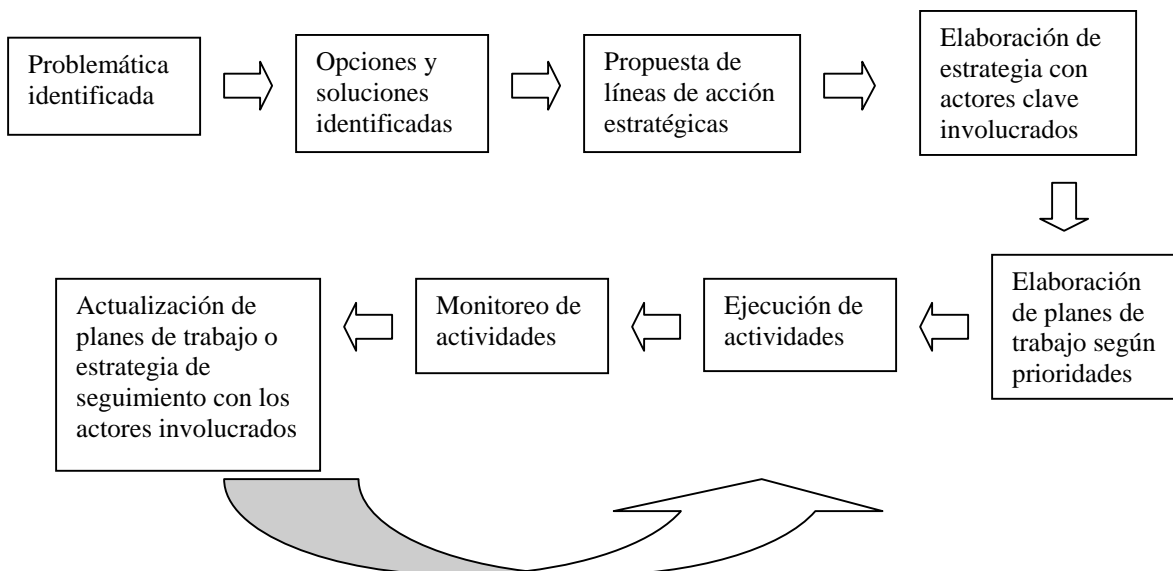 Problemática
identificada
Opciones y
soluciones
identificadas
Propuesta de
líneas de acción
estratégicas
Elaboración de
estrategia con
actores clave
involucrados
Elaboración
de planes de
trabajo según
prioridades
Ejecución de
actividades
Monitoreo de
actividades
Actualización de
planes de trabajo o
estrategia de
seguimiento con los
actores involucrados